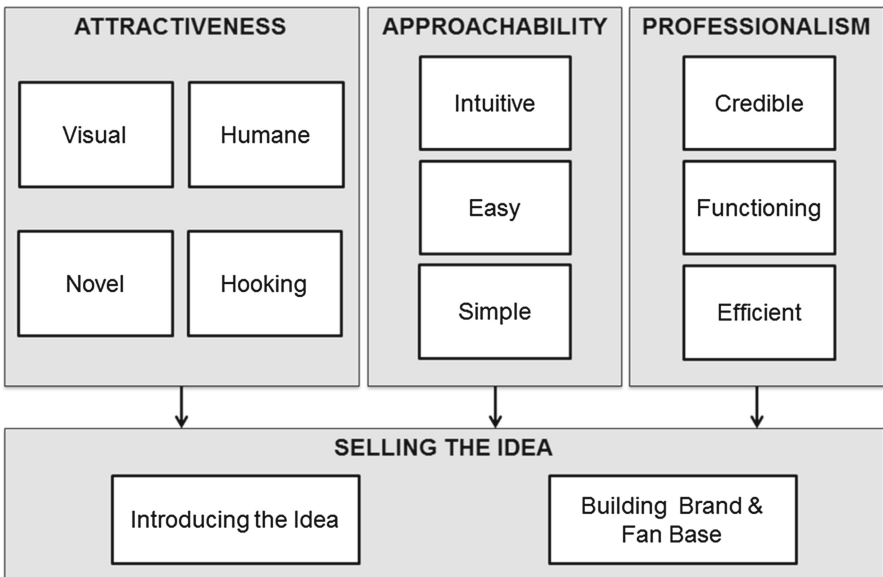 ATTRACTIVENESS
Visual
Humane
Novel
Hooking
APPROACHABILITY
Intuitive
Easy
Simple
PROFESSIONALISM
Credible
Functioning
Efficient
SELLING THE IDEA
Introducing the Idea
Building Brand &
Fan Base